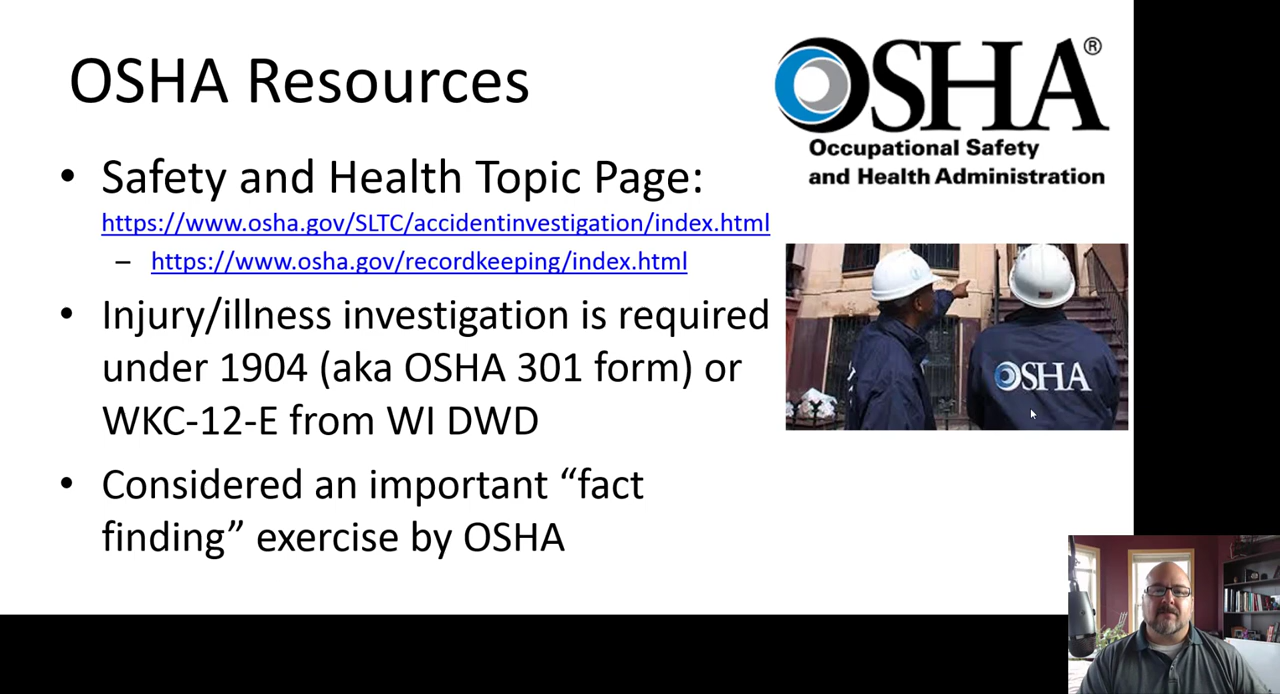 OSHA Resources
OSHA®
Occupational Safety
and Health Administration
• Safety and Health Topic Page:
https://www.osha.gov/SLTC/accidentinvestigation/index.html
– https://www.osha.gov/recordkeeping/index.html
• Injury/illness investigation is required
under 1904 (aka OSHA 301 form) or
WKC-12-E from WI DWD
• Considered an important “fact
finding” exercise by OSHA
OSHA